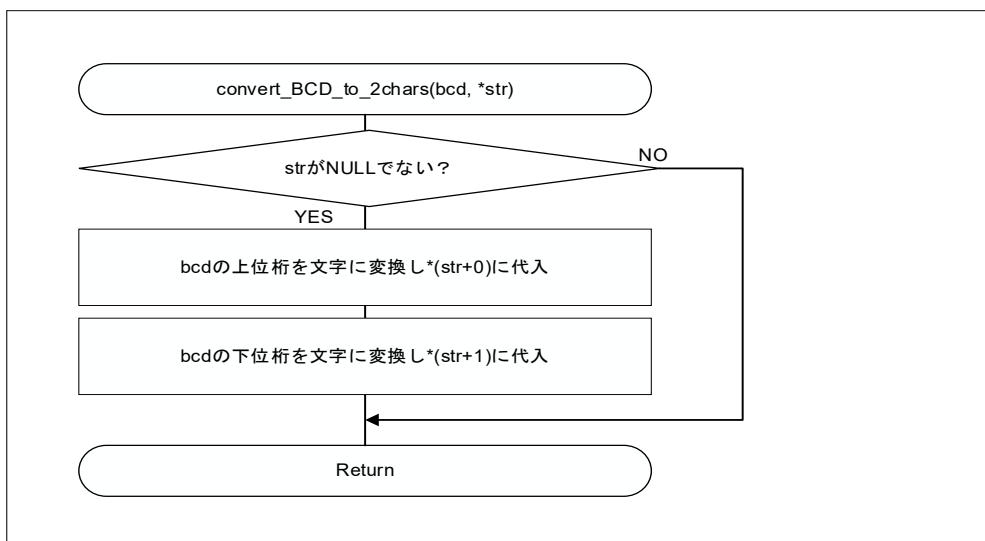 convert_BCD_to_2chars(bcd, *str)
strがNULLでない？
NO
YES
bcdの上位桁を文字に変換し*(str+0)に代入
bcdの下位桁を文字に変換し*(str+1)に代入
Return